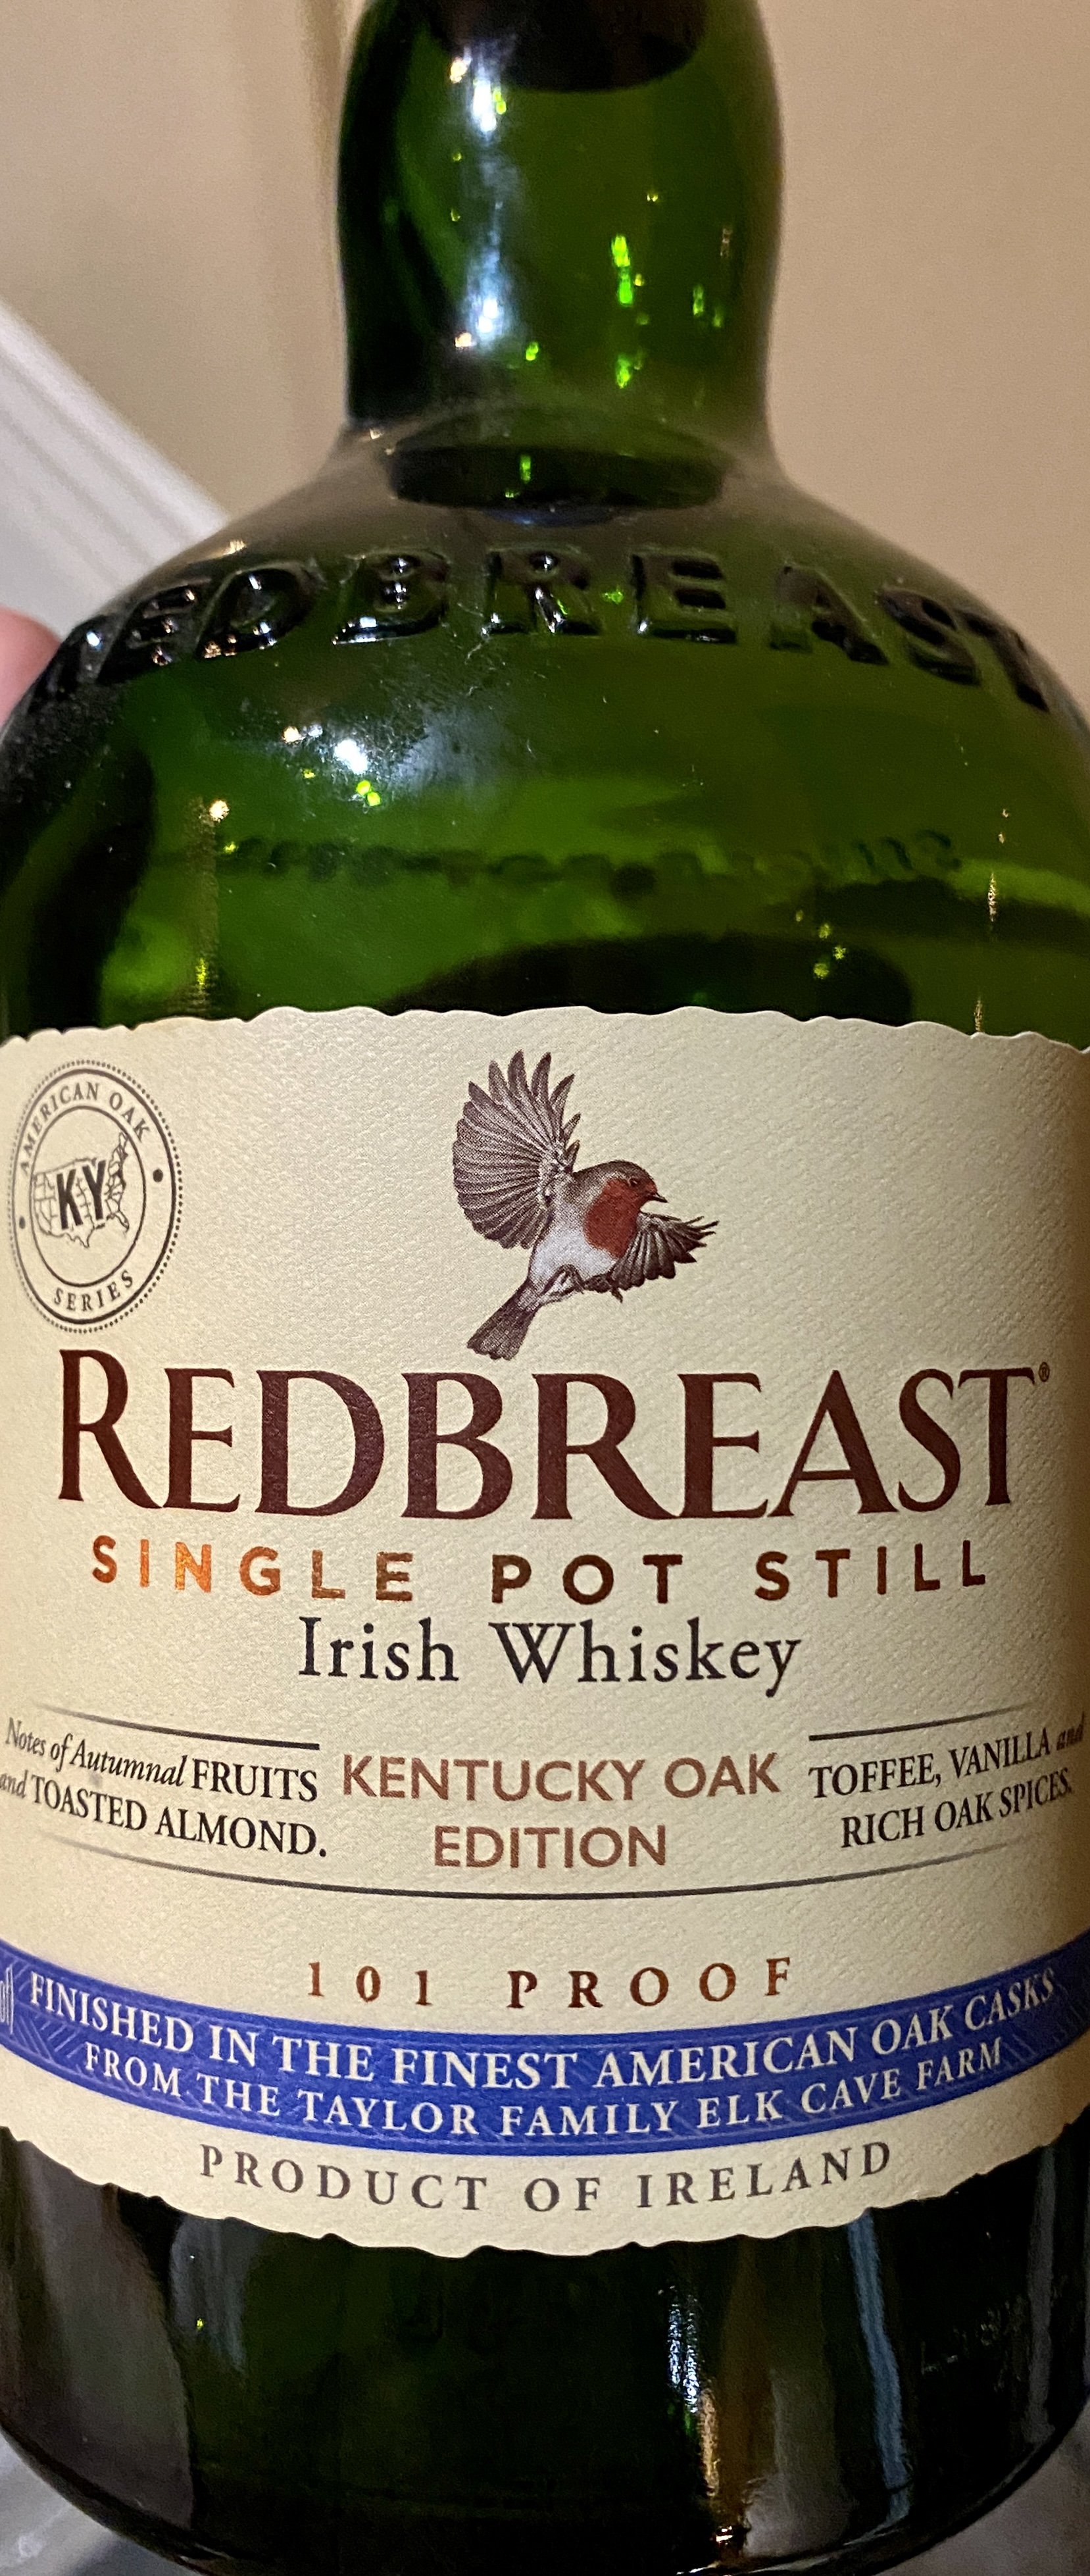 REDBREAST
AMERICAN OAK
KY
SERIES
REDBREAST®
SINGLE POT STILL
Irish Whiskey
Notes of Autumnal FRUITS
and TOASTED ALMOND.
KENTUCKY OAK
EDITION
TOFFEE, VANILLA and
RICH OAK SPICES.
101 PROOF
FINISHED IN THE FINEST AMERICAN OAK CASKS
FROM THE TAYLOR FAMILY ELK CAVE FARM
PRODUCT OF IRELAND